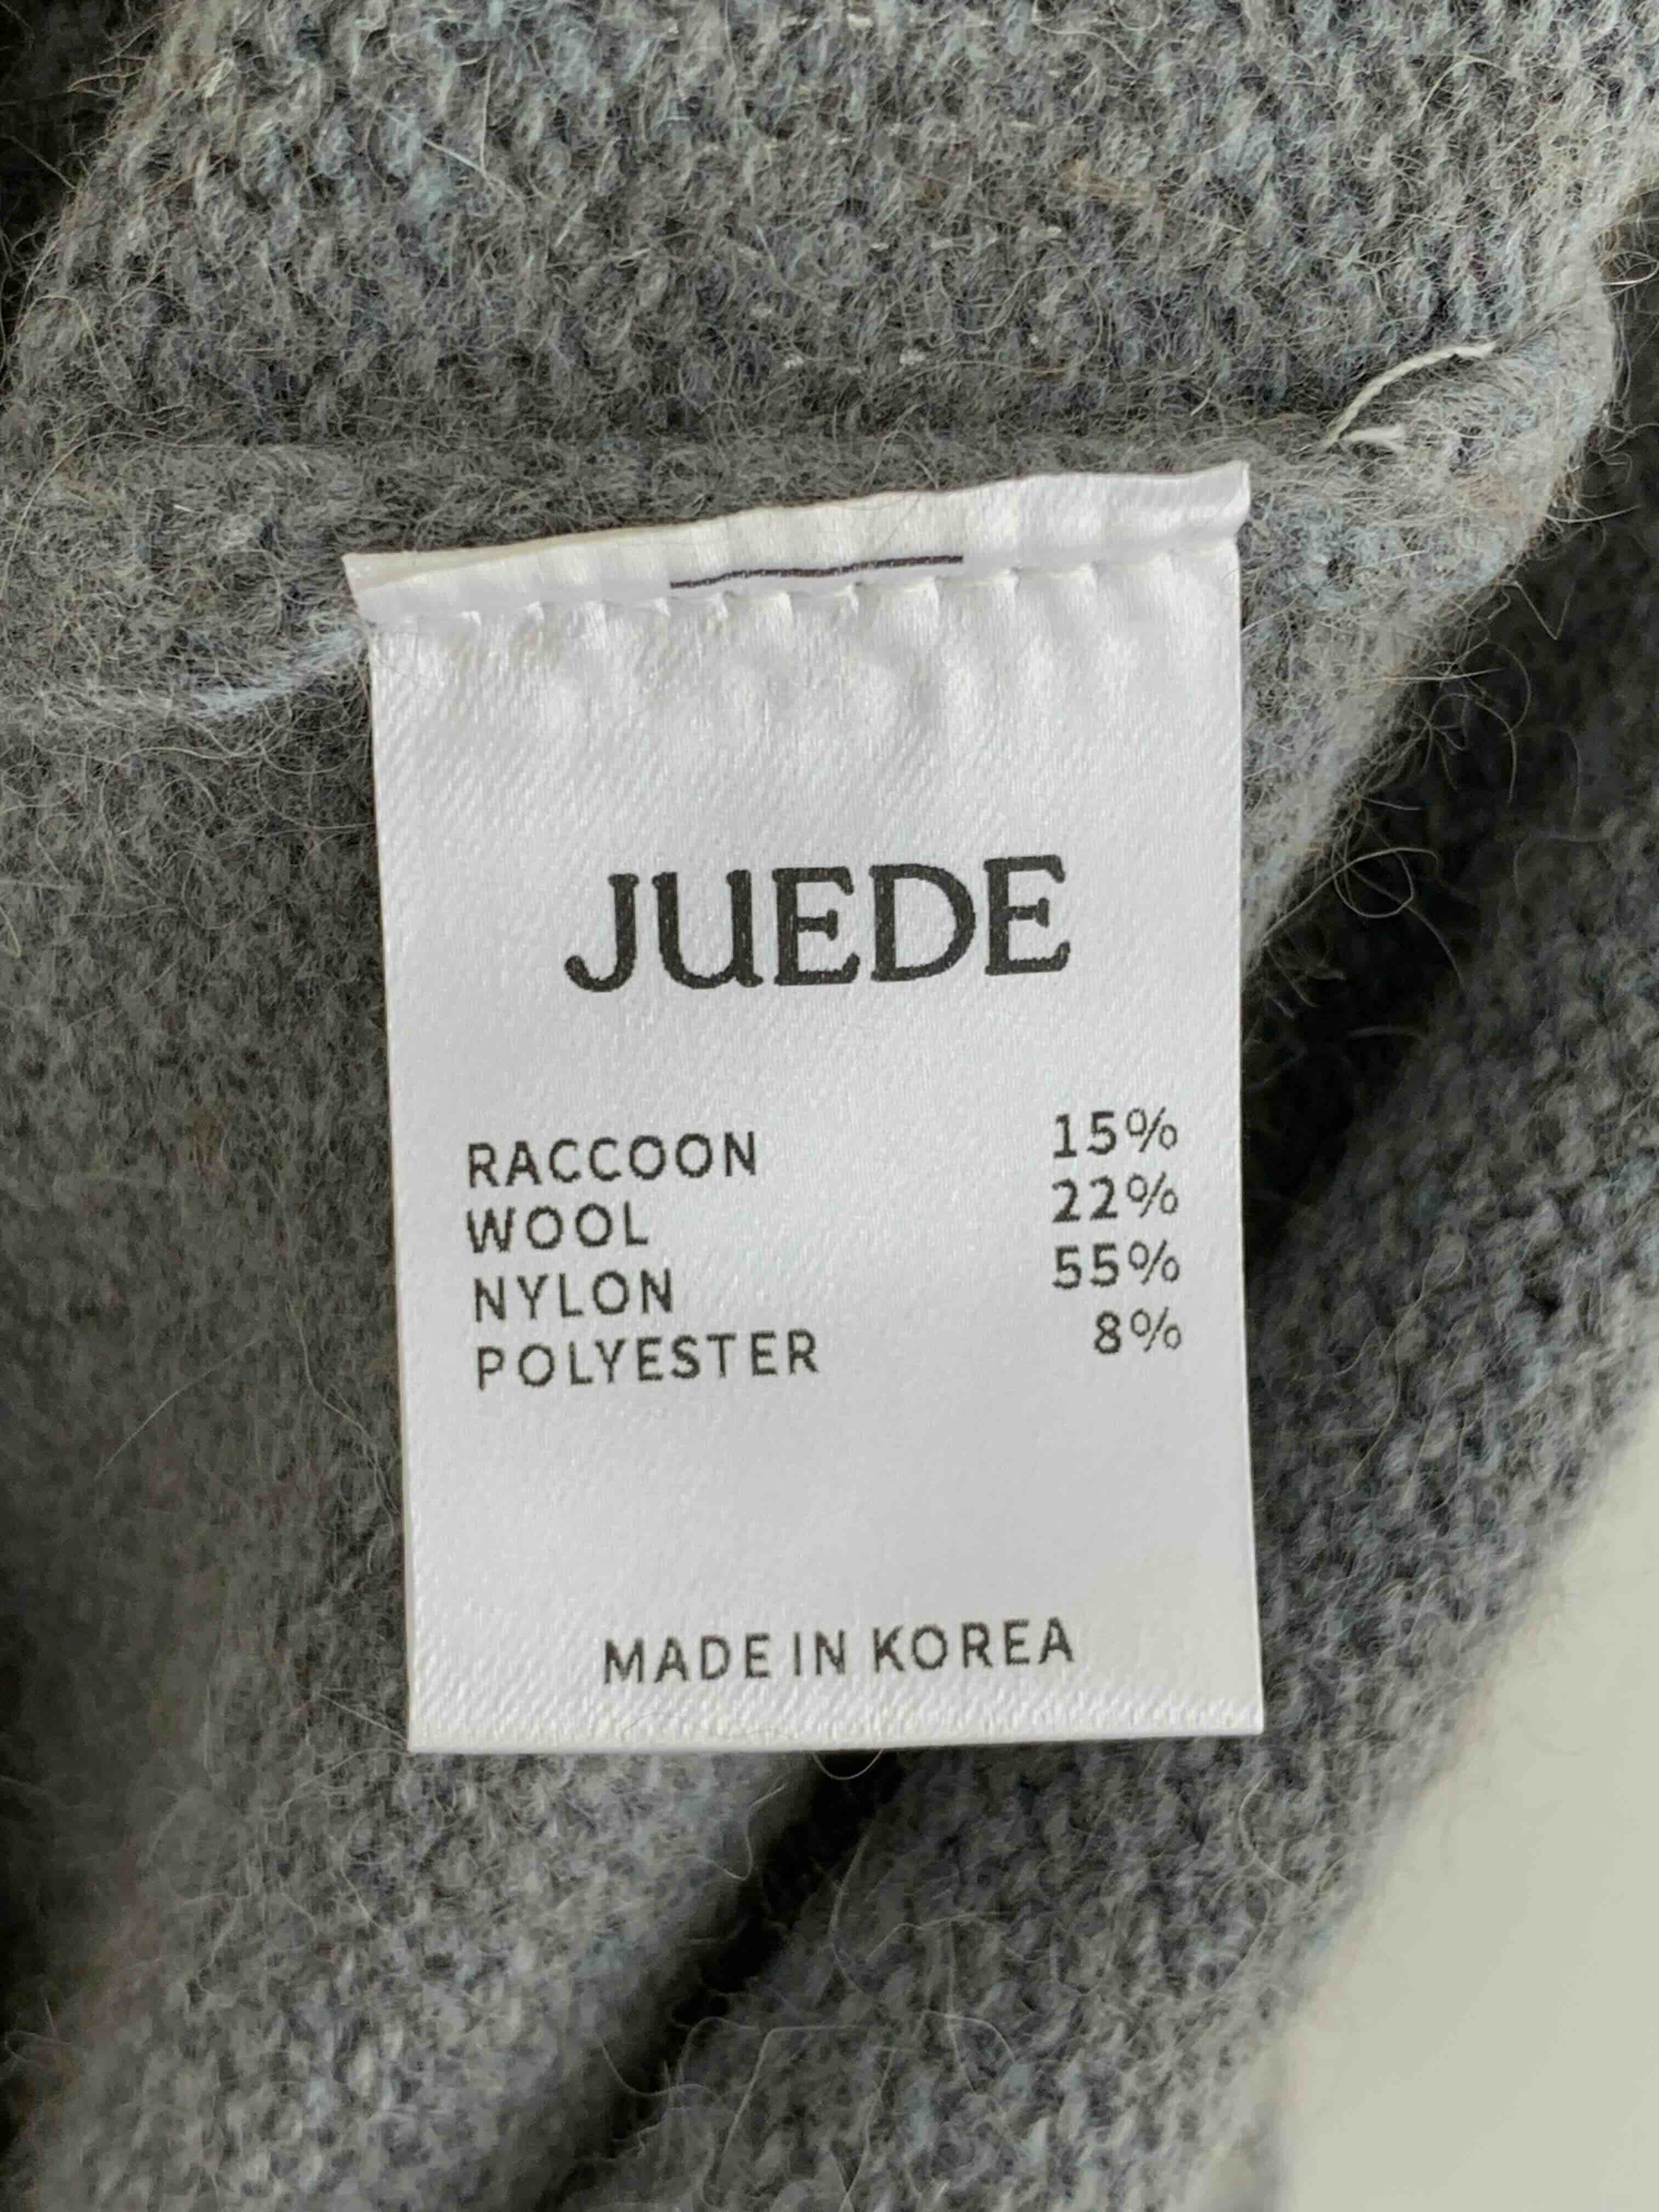 JUEDE
RACCOON 15%
WOOL 22%
NYLON 55%
POLYESTER 8%
MADE IN KOREA